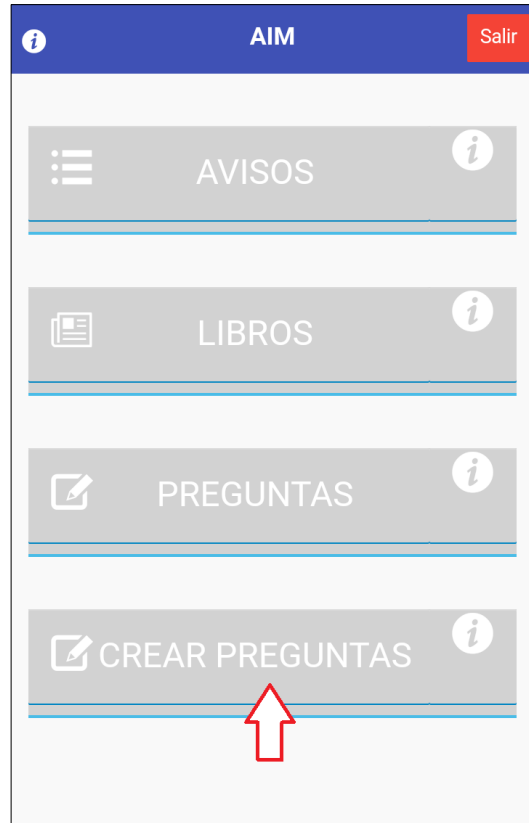 AIM
Salir
AVISOS
LIBROS
PREGUNTAS
CREAR PREGUNTAS